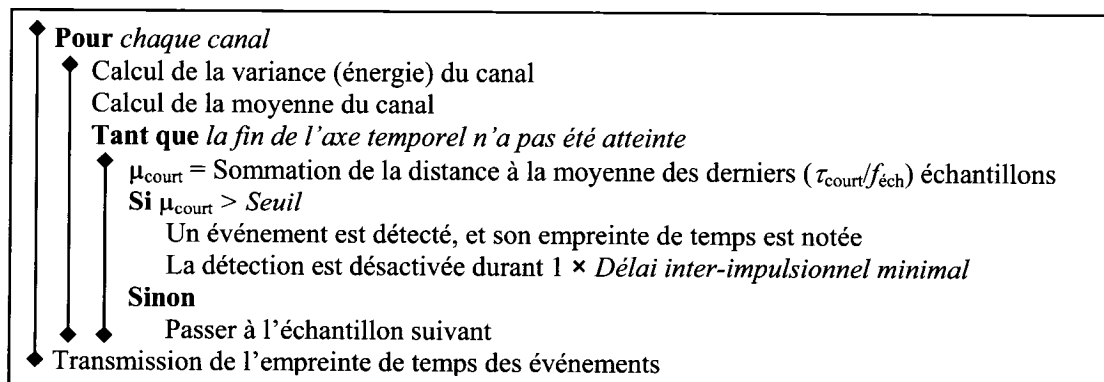 Pour chaque canal
Calcul de la variance (énergie) du canal
Calcul de la moyenne du canal
Tant que la fin de l'axe temporel n'a pas été atteinte
μcourt = Sommation de la distance à la moyenne des derniers (τcourt/féch) échantillons
Si μcourt > Seuil
Un événement est détecté, et son empreinte de temps est notée
La détection est désactivée durant 1 × Délai inter-impulsionnel minimal
Sinon
Passer à l'échantillon suivant
Transmission de l'empreinte de temps des événements